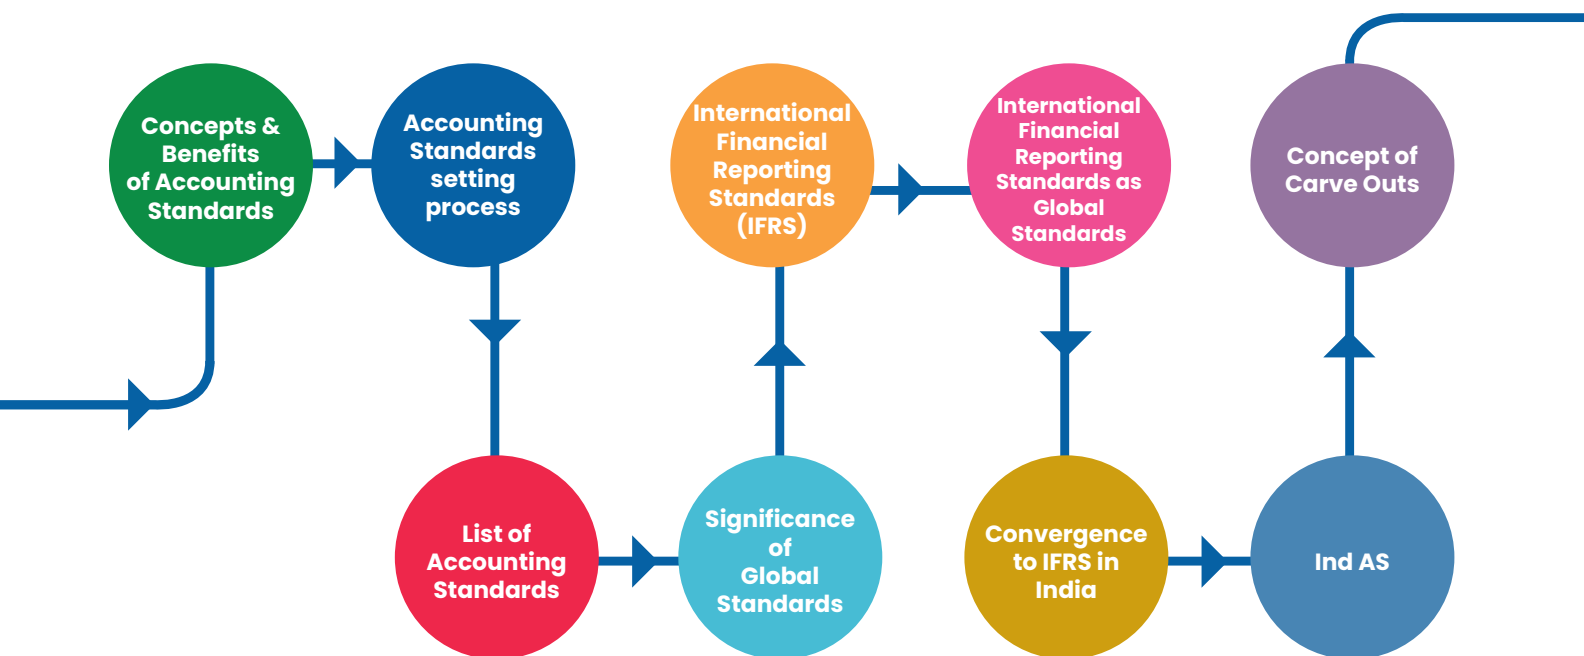 Concepts &
Benefits
of Accounting
Standards
Accounting
Standards
setting
process
List of
Accounting
Standards
Significance
of
Global
Standards
International
Financial
Reporting
Standards
(IFRS)
International
Financial
Reporting
Standards as
Global
Standards
Convergence
to IFRS in
India
Ind AS
Concept of
Carve Outs